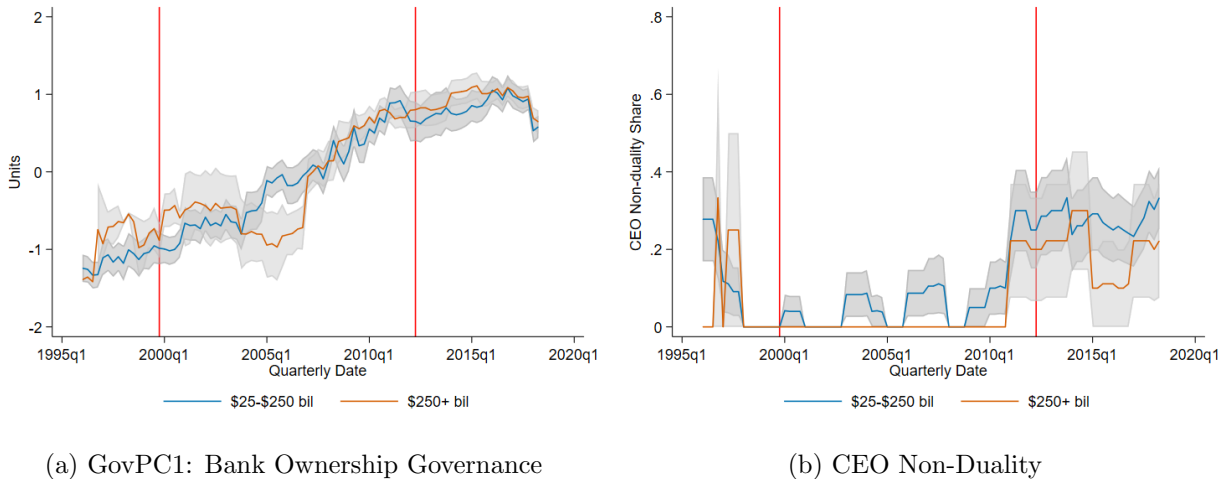 2
1
0
-1
-2
Units
1995q1 2000q1 2005q1 2010q1 2015q1 2020q1
Quarterly Date
$25-$250 bil $250+ bil
(a) GovPC1: Bank Ownership Governance
.8
.6
.4
.2
0
CEO Non-duality Share
1995q1 2000q1 2005q1 2010q1 2015q1 2020q1
Quarterly Date
$25-$250 bil $250+ bil
(b) CEO Non-Duality